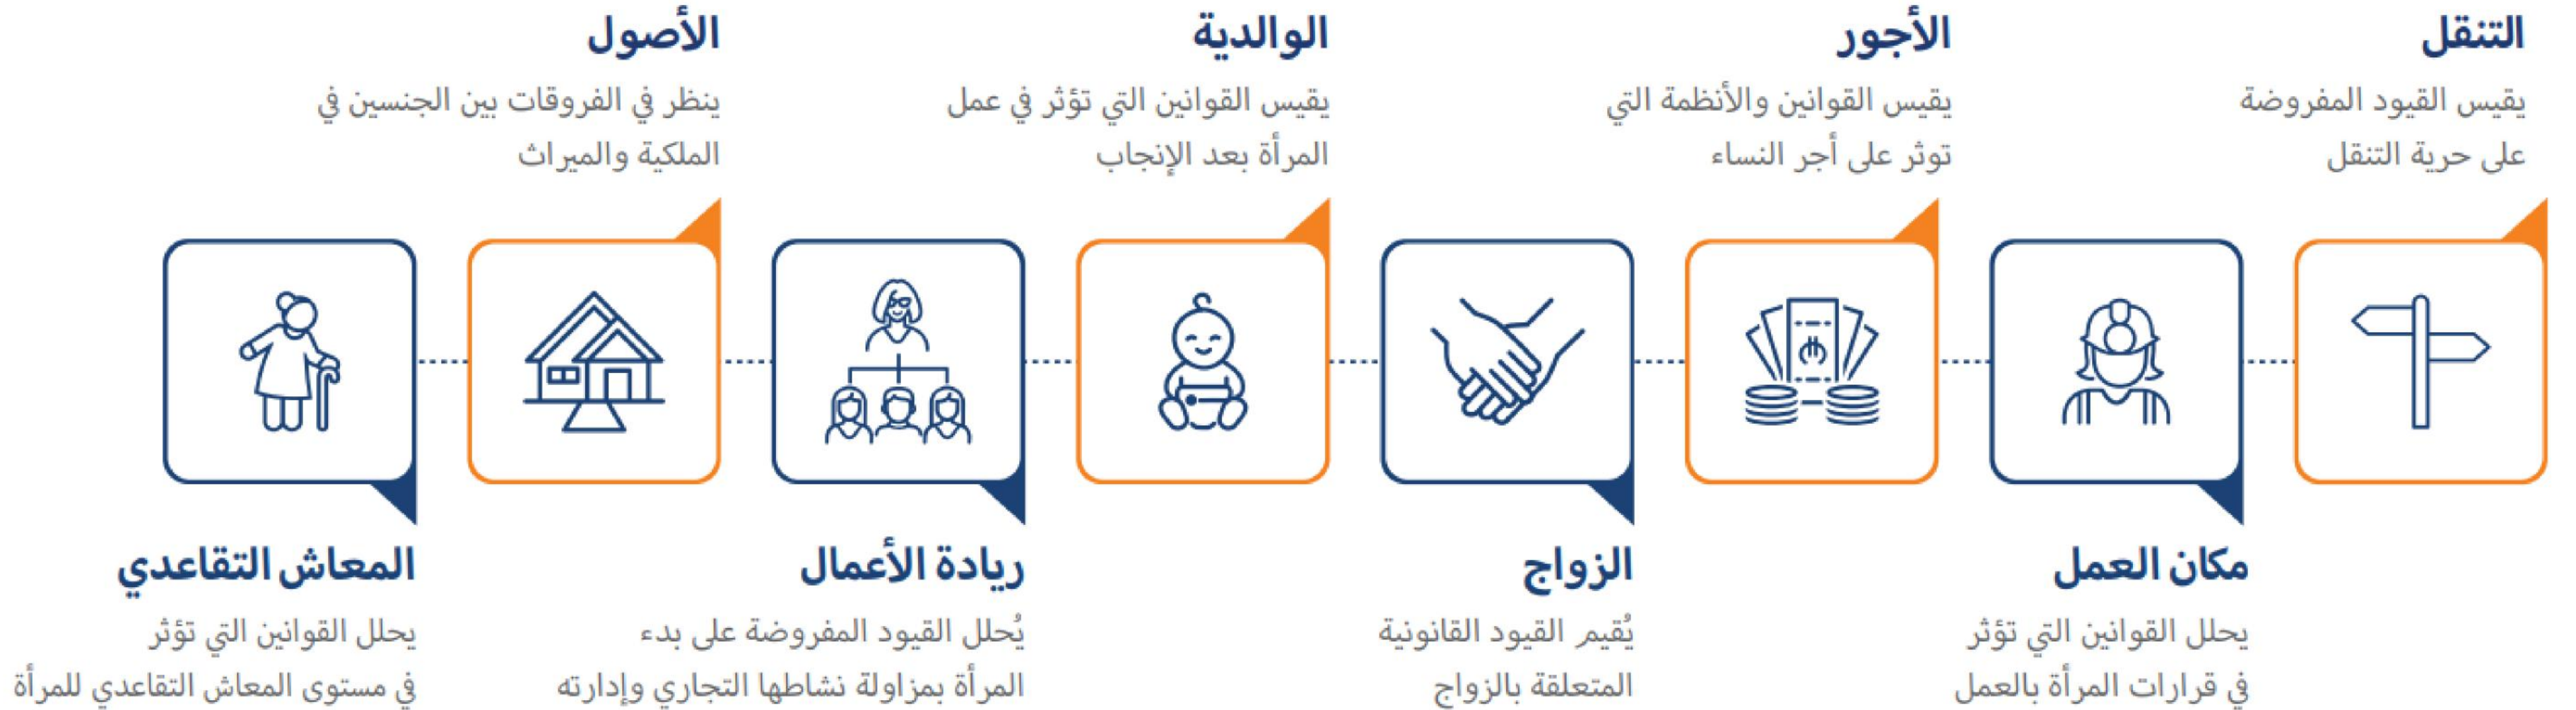 التنقل
يقيس القيود المفروضة
على حرية التنقل
مكان العمل
يحلل القوانين التي تؤثر
في قرارات المرأة بالعمل
الأجور
يقيس القوانين والأنظمة التي
توثر على أجر النساء
الزواج
يُقيم القيود القانونية
المتعلقة بالزواج
الوالدية
يقيس القوانين التي تؤثر في عمل
المرأة بعد الإنجاب
ريادة الأعمال
يُحلل القيود المفروضة على بدء
المرأة بمزاولة نشاطها التجاري وإدارته
الأصول
ينظر في الفروقات بين الجنسين في
الملكية والميراث
المعاش التقاعدي
يحلل القوانين التي تؤثر
في مستوى المعاش التقاعدي للمرأة